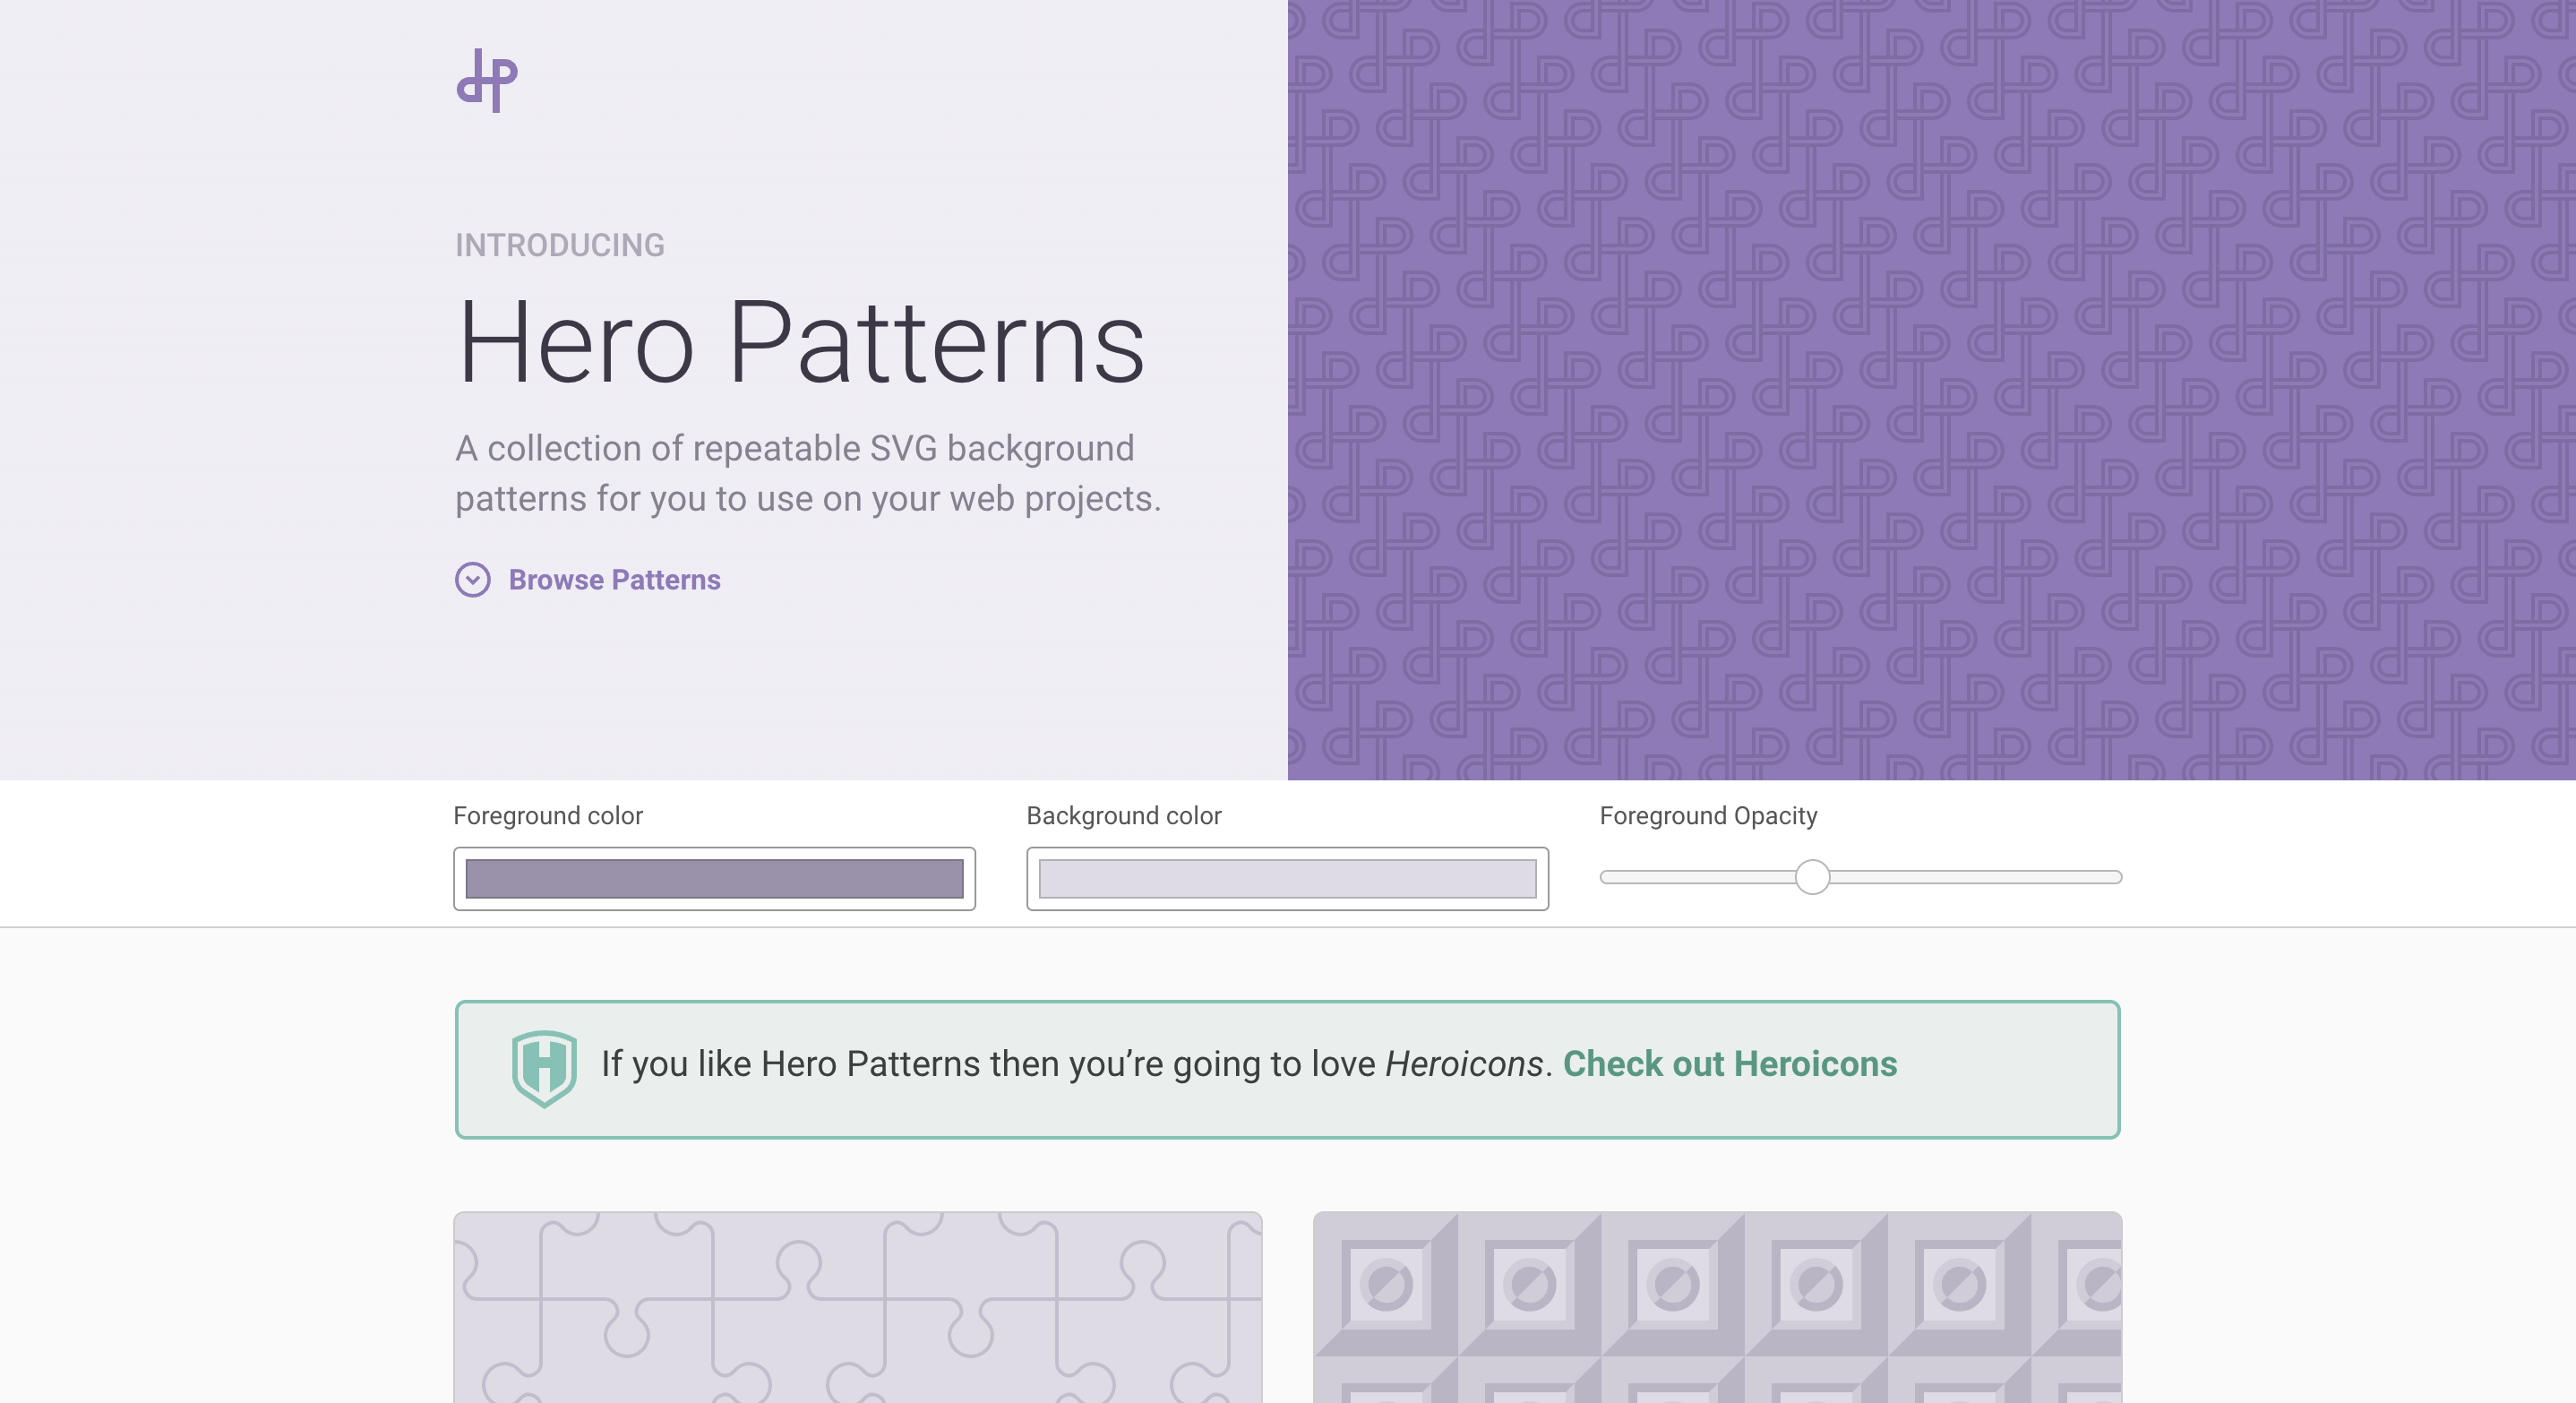 INTRODUCING
Hero Patterns
A collection of repeatable SVG background
patterns for you to use on your web projects.
Browse Patterns
Foreground color
Background color
Foreground Opacity
If you like Hero Patterns then you’re going to love Heroicons. Check out Heroicons